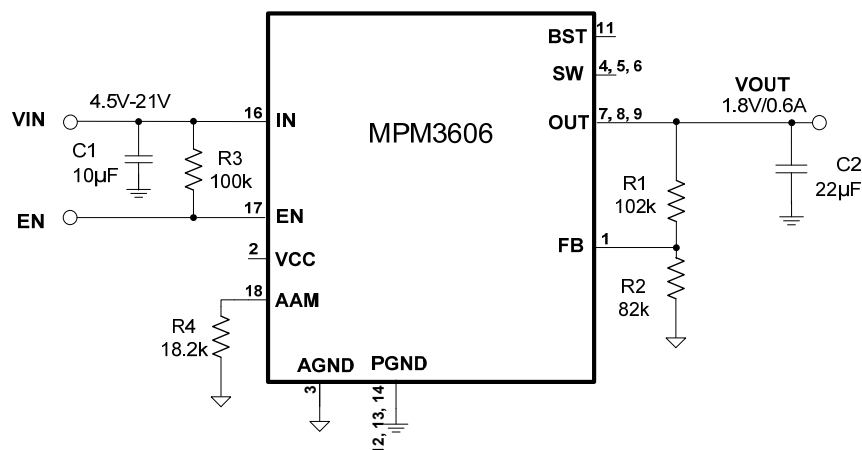 BST
11
SW
4, 5, 6
VIN
4.5V-21V
16
IN
MPM3606
OUT
7, 8, 9
VOUT
1.8V/0.6A
C1
10µF
R3
100k
R1
102k
C2
22µF
EN
17
EN
FB
1
2
VCC
18
AAM
R2
82k
R4
18.2k
AGND
PGND
3
12, 13, 14